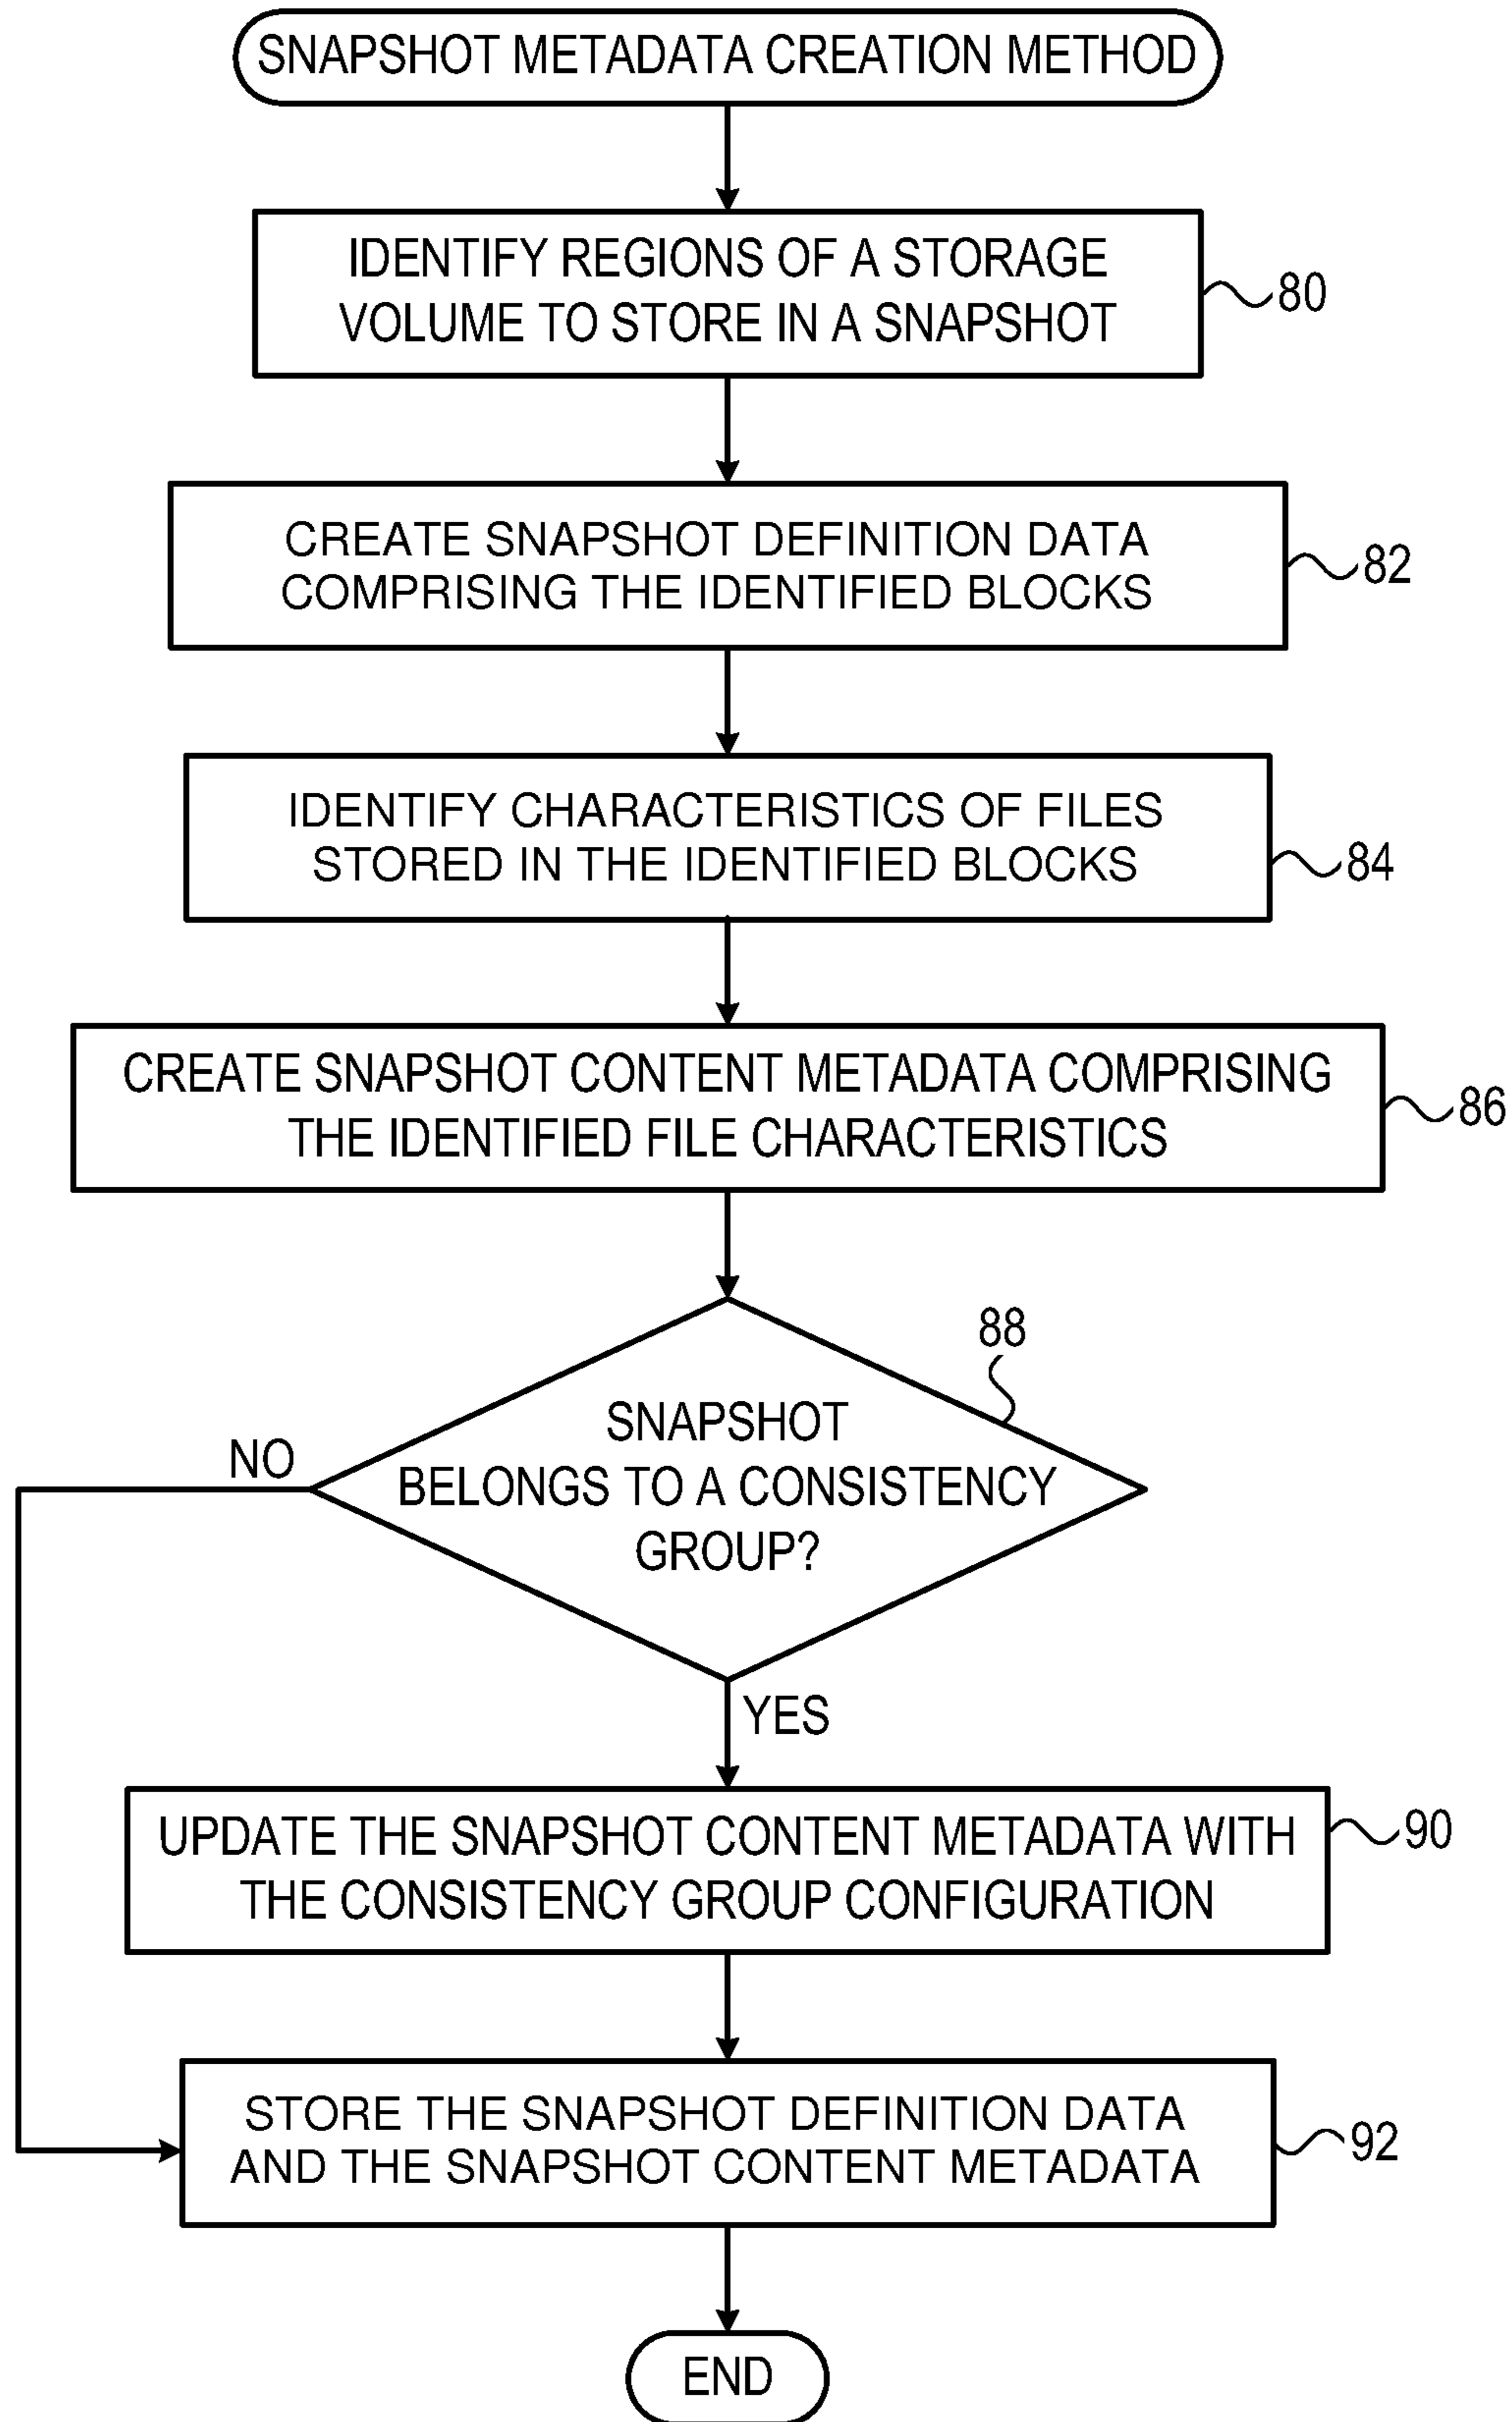 SNAPSHOT METADATA CREATION METHOD
IDENTIFY REGIONS OF A STORAGE
VOLUME TO STORE IN A SNAPSHOT
80
CREATE SNAPSHOT DEFINITION DATA
COMPRISING THE IDENTIFIED BLOCKS
82
IDENTIFY CHARACTERISTICS OF FILES
STORED IN THE IDENTIFIED BLOCKS
84
CREATE SNAPSHOT CONTENT METADATA COMPRISING
THE IDENTIFIED FILE CHARACTERISTICS
86
88
SNAPSHOT
BELONGS TO A CONSISTENCY
GROUP?
NO
YES
UPDATE THE SNAPSHOT CONTENT METADATA WITH
THE CONSISTENCY GROUP CONFIGURATION
90
STORE THE SNAPSHOT DEFINITION DATA
AND THE SNAPSHOT CONTENT METADATA
92
END